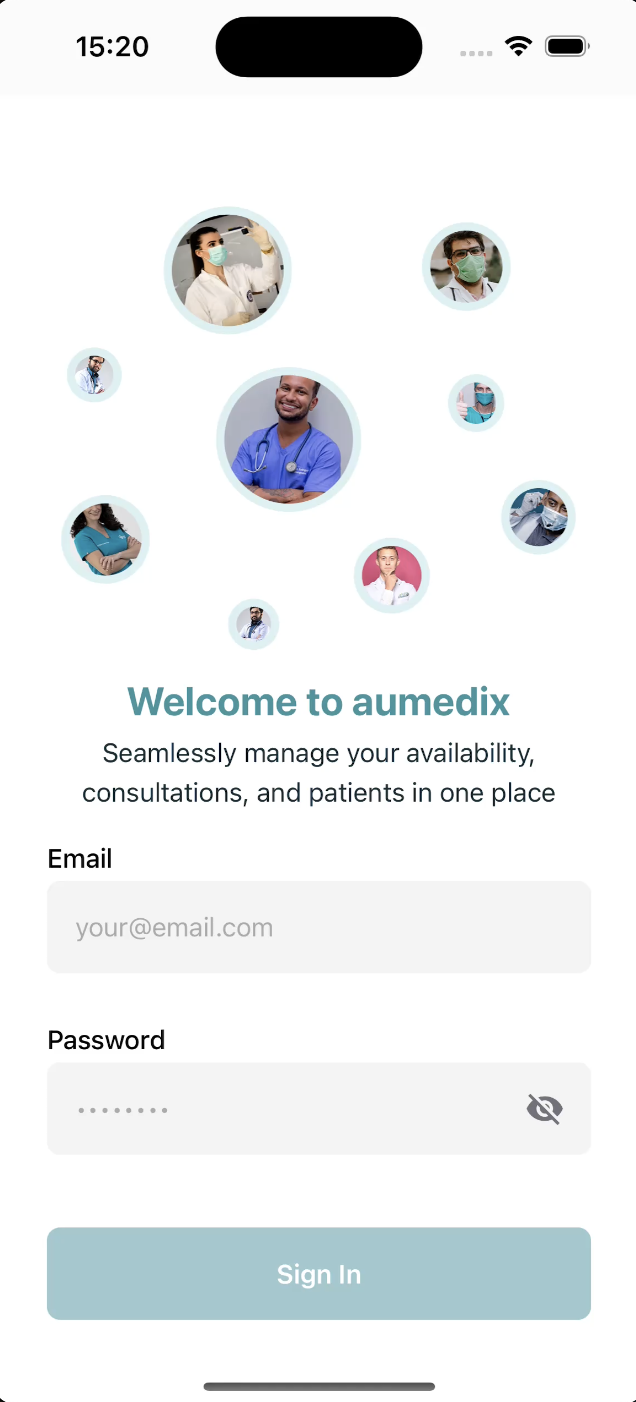 15:20
Welcome to aumedix
Seamlessly manage your availability,
consultations, and patients in one place
Email
your@email.com
Password
••••••••
Sign In